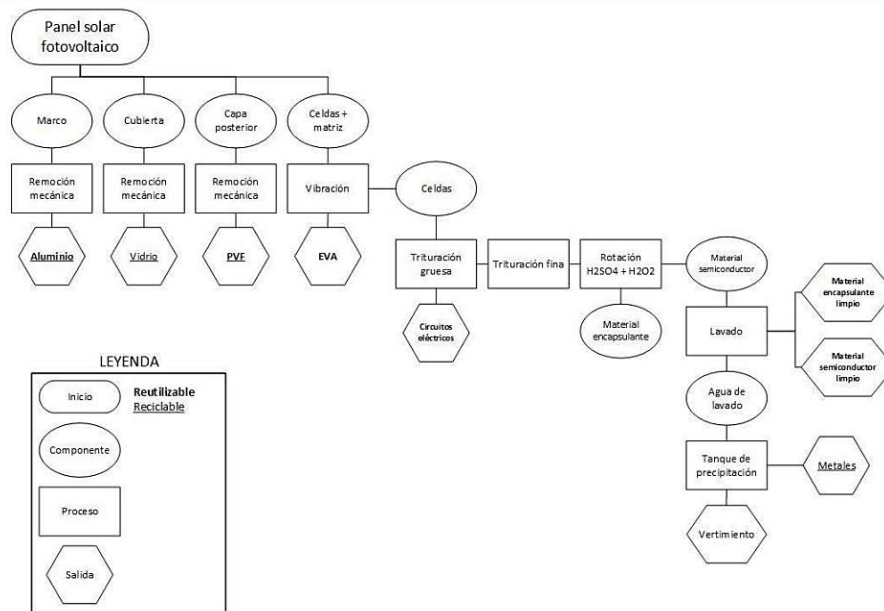 Panel solar
fotovoltaico
Marco
Cubierta
Capa
posterior
Celdas +
matriz
Remoción
mecánica
Remoción
mecánica
Remoción
mecánica
Vibración
Celdas
Aluminio
Vidrio
PVF
EVA
Trituración
gruesa
Trituración fina
Rotación
H2SO4 + H2O2
Material
semiconductor
Material
encapsulante
limpio
Circuitos
eléctricos
Material
encapsulante
Lavado
Material
semiconductor
limpio
Agua de
lavado
Tanque de
precipitación
Metales
Vertimiento
LEYENDA
Inicio
Reutilizable
Reciclable
Componente
Proceso
Salida